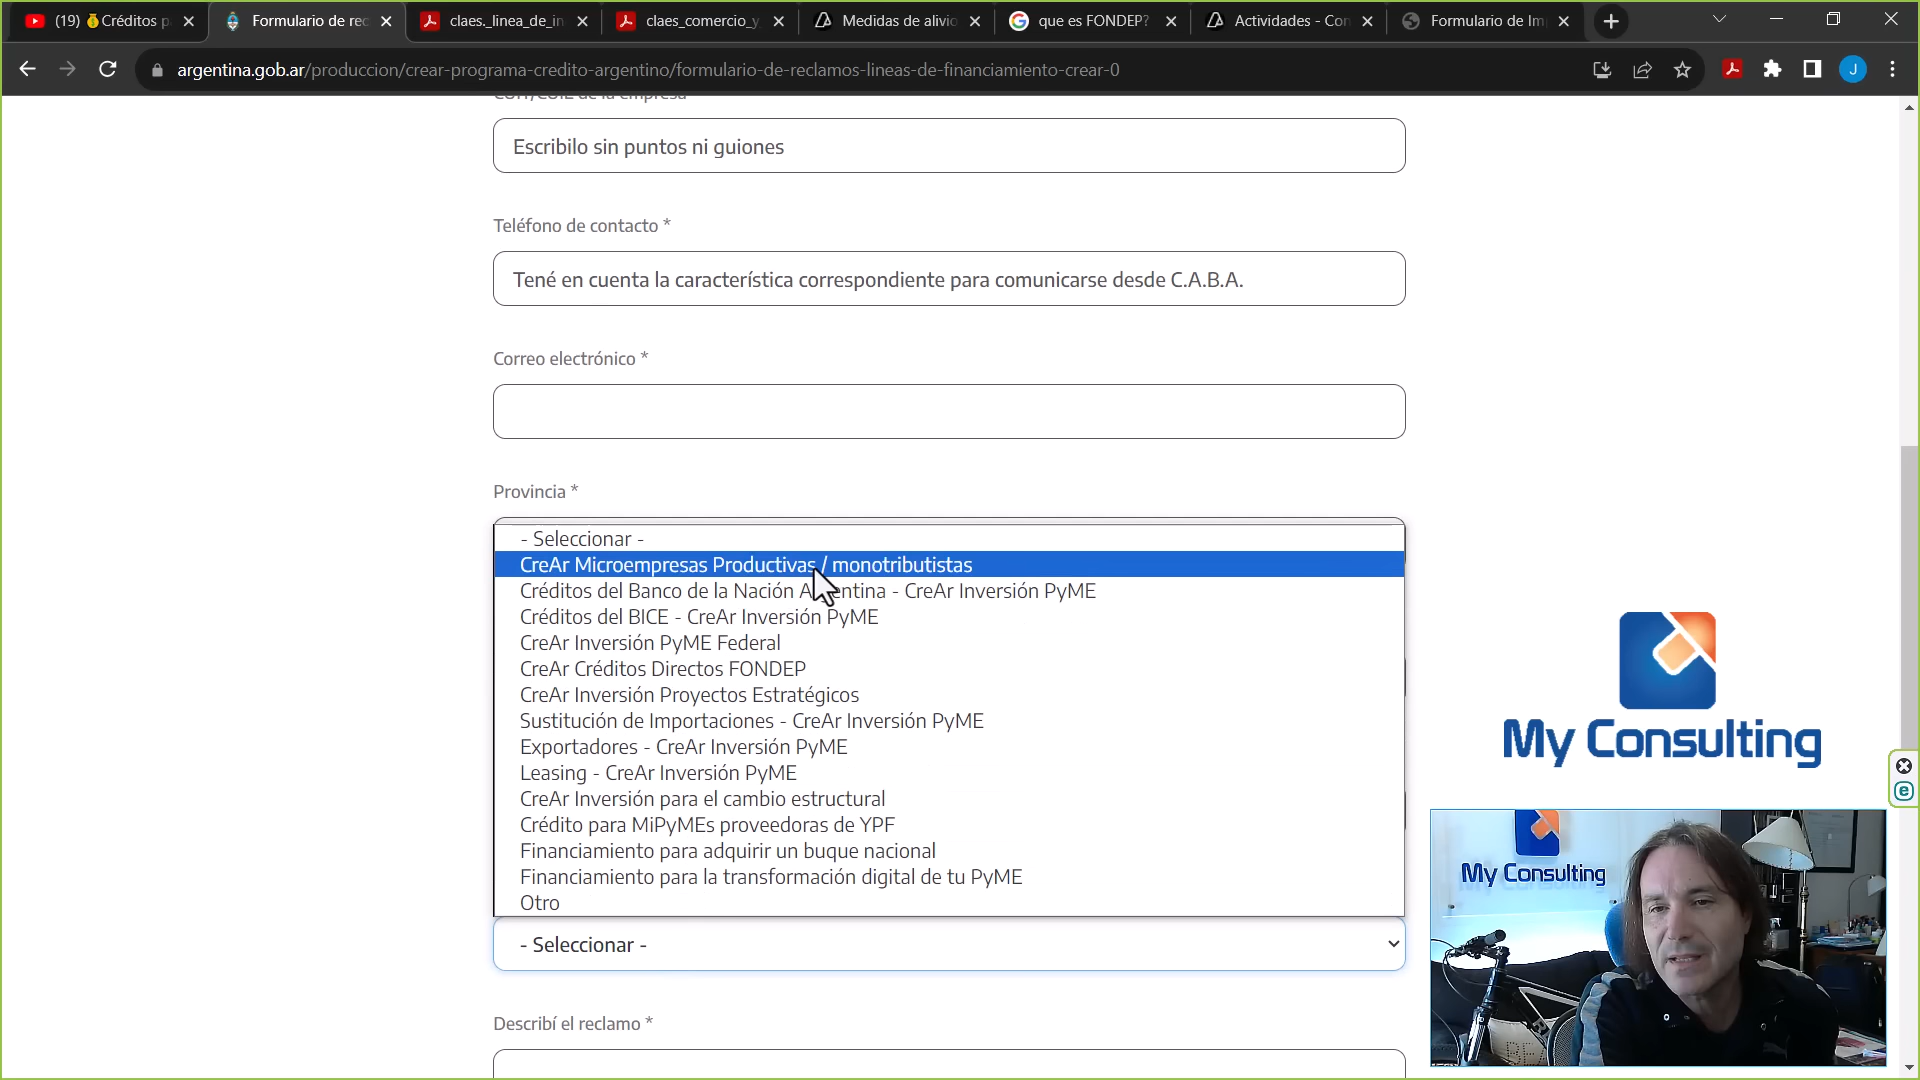 (19) 💰Créditos p
Formulario de rec
claes._linea_de_in
claes_comercio_y
Medidas de alivio
que es FONDEP?
Actividades - Con
Formulario de Im
argentina.gob.ar/produccion/crear-programa-credito-argentino/formulario-de-reclamos-lineas-de-financiamiento-crear-0
J
CUIT/CUIL de la empresa
Escribilo sin puntos ni guiones
Teléfono de contacto *
Tené en cuenta la característica correspondiente para comunicarse desde C.A.B.A.
Correo electrónico *
Provincia *
- Seleccionar -
CreAr Microempresas Productivas / monotributistas
Créditos del Banco de la Nación Argentina - CreAr Inversión PyME
Créditos del BICE - CreAr Inversión PyME
CreAr Inversión PyME Federal
CreAr Créditos Directos FONDEP
CreAr Inversión Proyectos Estratégicos
Sustitución de Importaciones - CreAr Inversión PyME
Exportadores - CreAr Inversión PyME
Leasing - CreAr Inversión PyME
CreAr Inversión para el cambio estructural
Crédito para MiPyMEs proveedoras de YPF
Financiamiento para adquirir un buque nacional
Financiamiento para la transformación digital de tu PyME
Otro
- Seleccionar -
Describí el reclamo *
My Consulting
My Consulting